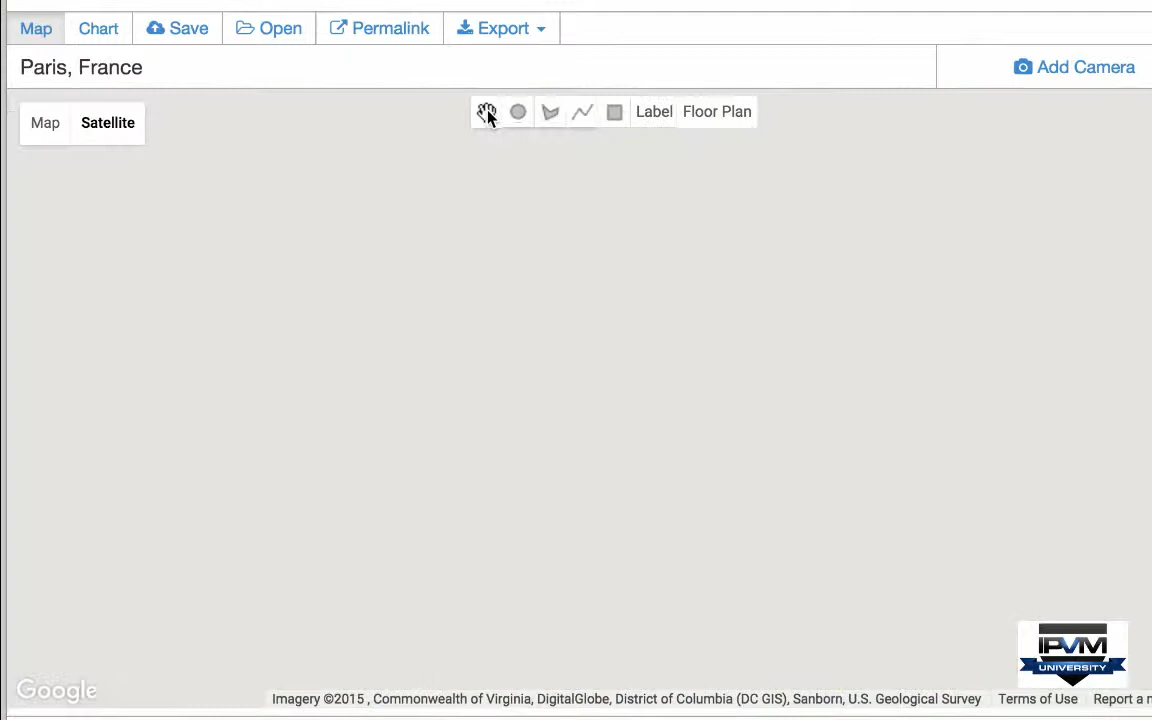 Map Chart Save Open Permalink Export
Paris, France Add Camera
Map Satellite Label Floor Plan
IPVM
UNIVERSITY
Google Imagery ©2015 , Commonwealth of Virginia, DigitalGlobe, District of Columbia (DC GIS), Sanborn, U.S. Geological Survey Terms of Use Report a